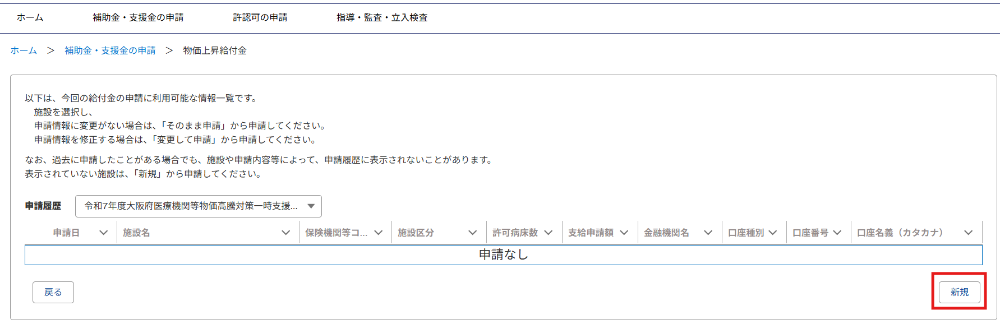 ホーム 補助金・支援金の申請 許認可の申請 指導・監査・立入検査
ホーム ＞ 補助金・支援金の申請 ＞ 物価上昇給付金
以下は、今回の給付金の申請に利用可能な情報一覧です。
施設を選択し、
申請情報に変更がない場合は、「そのまま申請」から申請してください。
申請情報を修正する場合は、「変更して申請」から申請してください。
なお、過去に申請したことがある場合でも、施設や申請内容等によって、申請履歴に表示されないことがあります。
表示されていない施設は、「新規」から申請してください。
申請履歴 令和7年度大阪府医療機関等物価高騰対策一時支援...
申請日 施設名 保険機関等コ... 施設区分 許可病床数 支給申請額 金融機関名 口座種別 口座番号 口座名義（カタカナ）
申請なし
戻る 新規